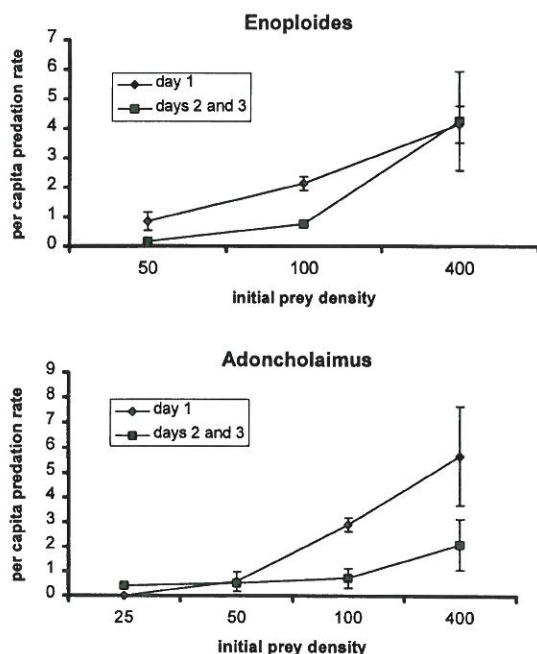 Enoploides
7
6
5
4
3
2
1
0
per capita predation rate
day 1
days 2 and 3
50 100 400
initial prey density
Adoncholaimus
9
8
7
6
5
4
3
2
1
0
per capita predation rate
day 1
days 2 and 3
25 50 100 400
initial prey density